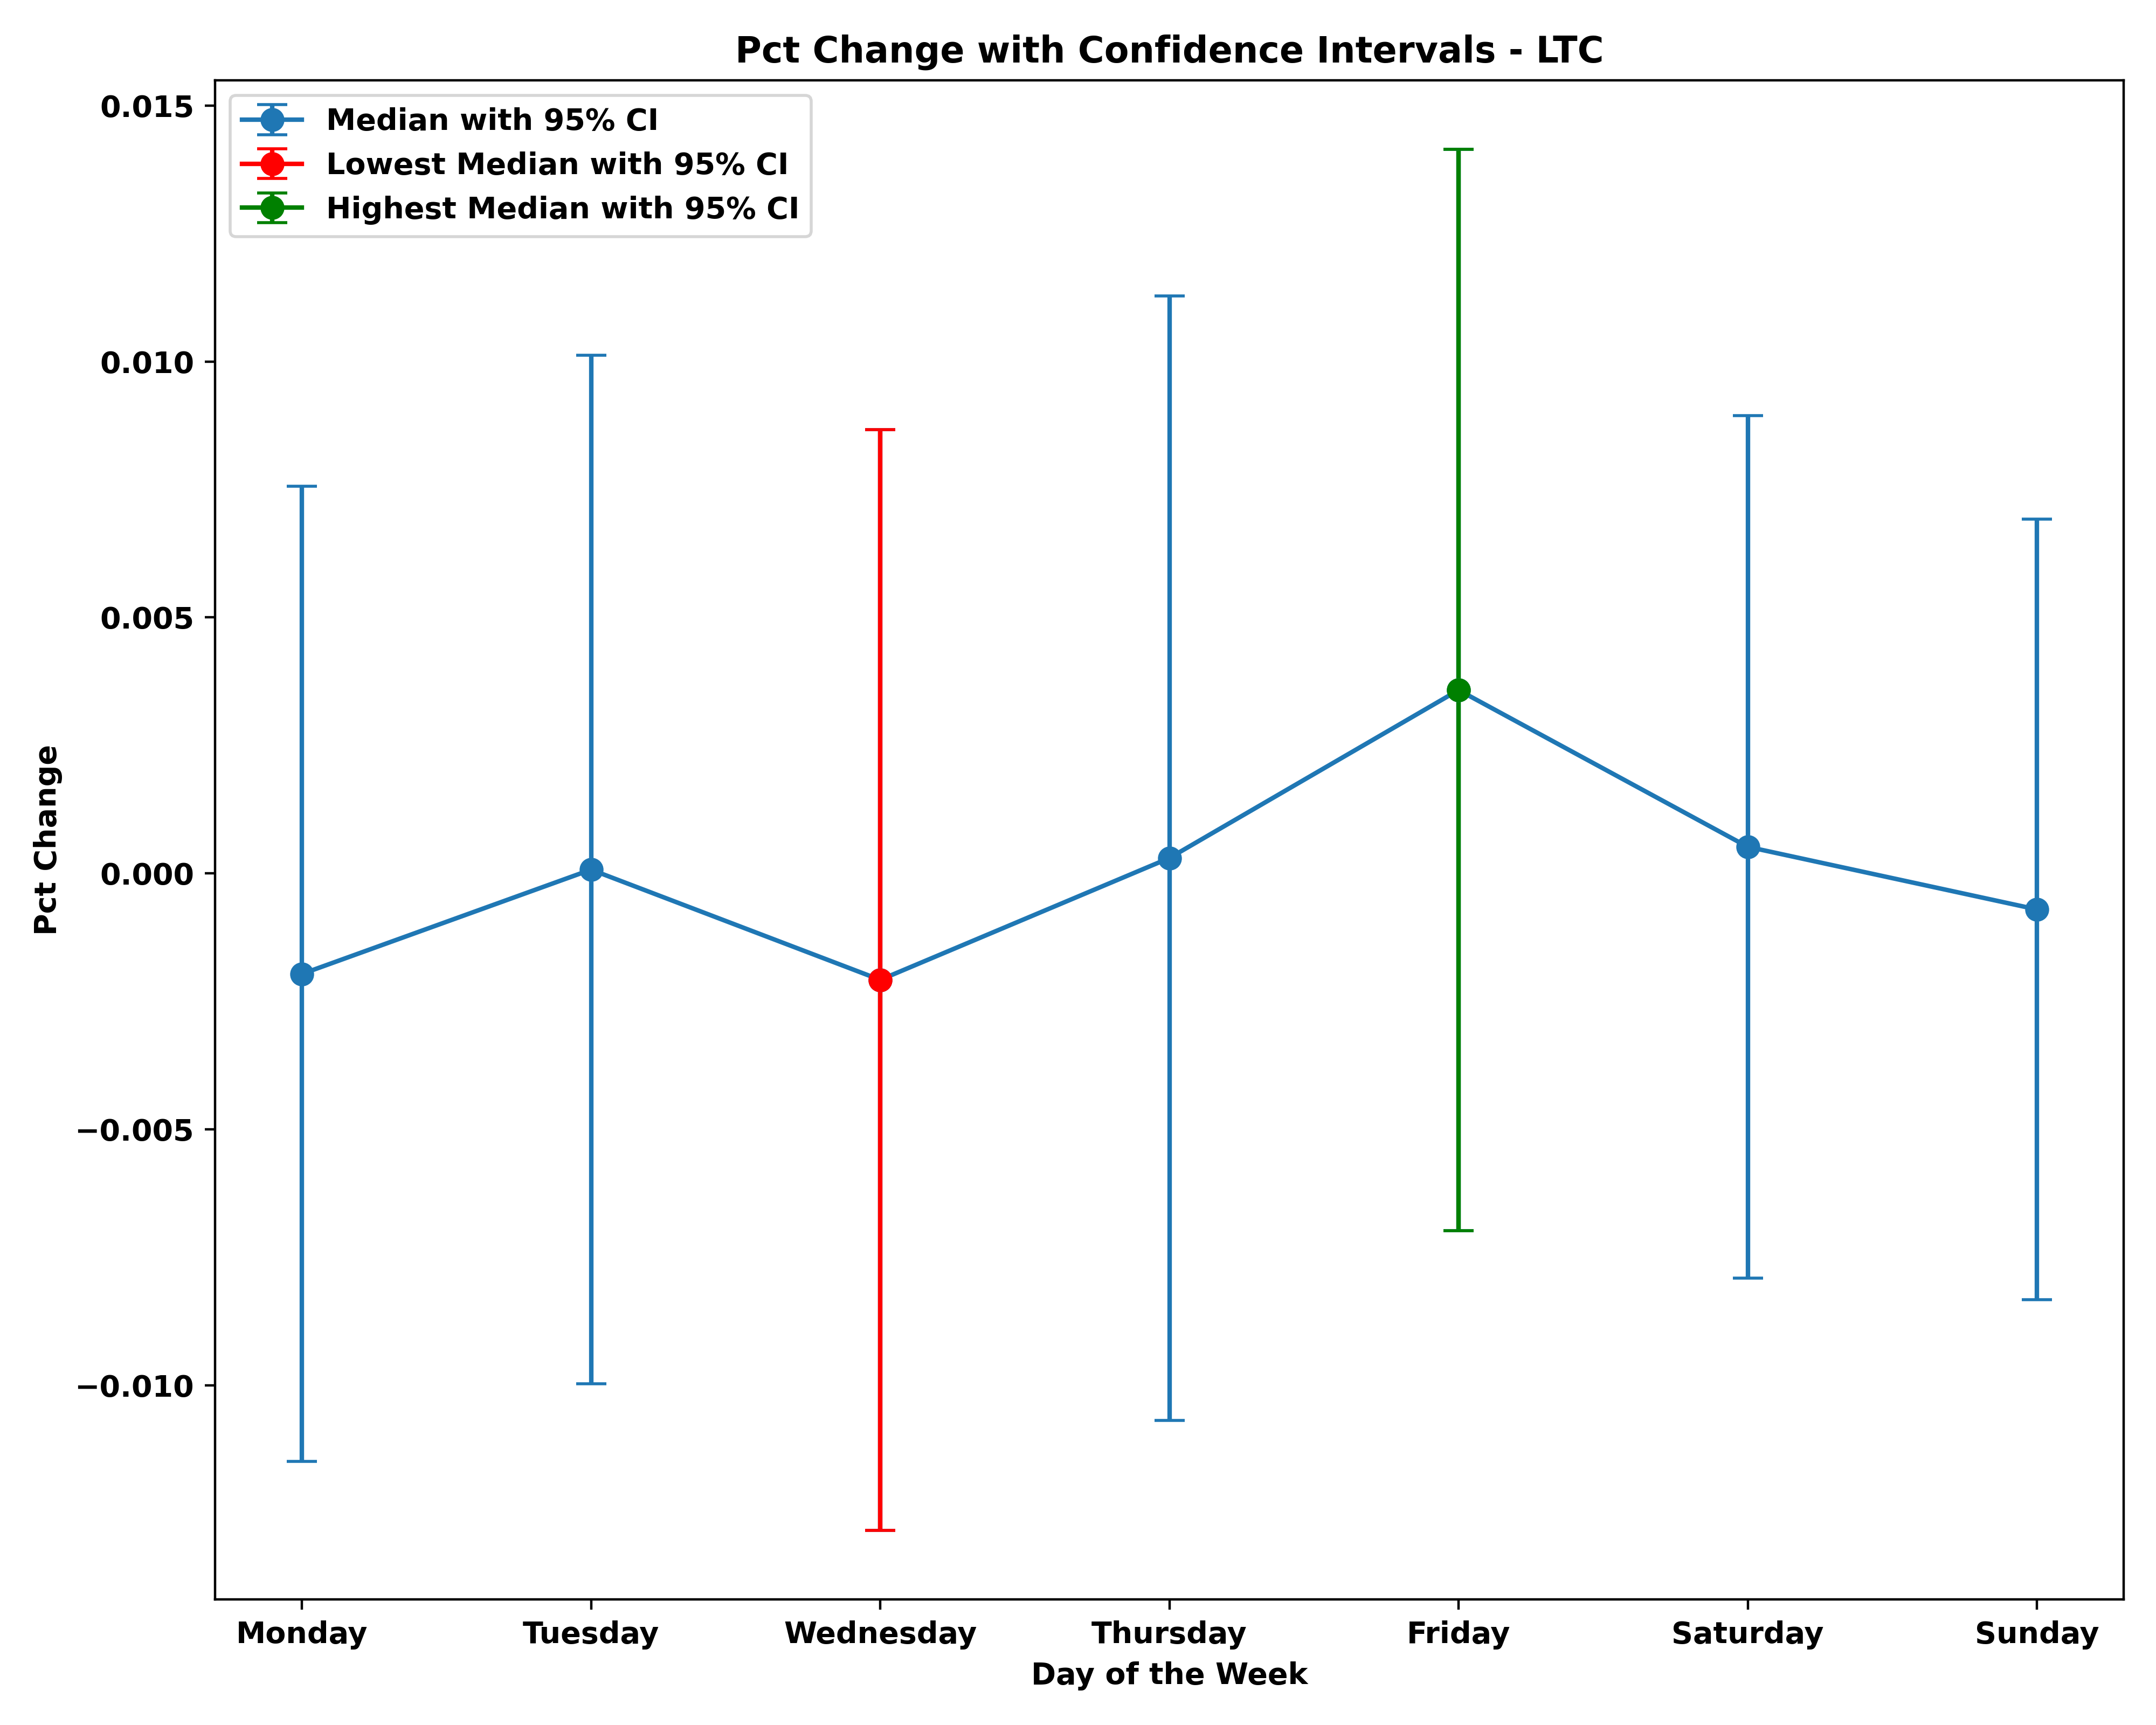 Pct Change with Confidence Intervals - LTC
Median with 95% CI
Lowest Median with 95% CI
Highest Median with 95% CI
0.015
0.010
0.005
0.000
−0.005
−0.010
Pct Change
Monday Tuesday Wednesday Thursday Friday Saturday Sunday
Day of the Week